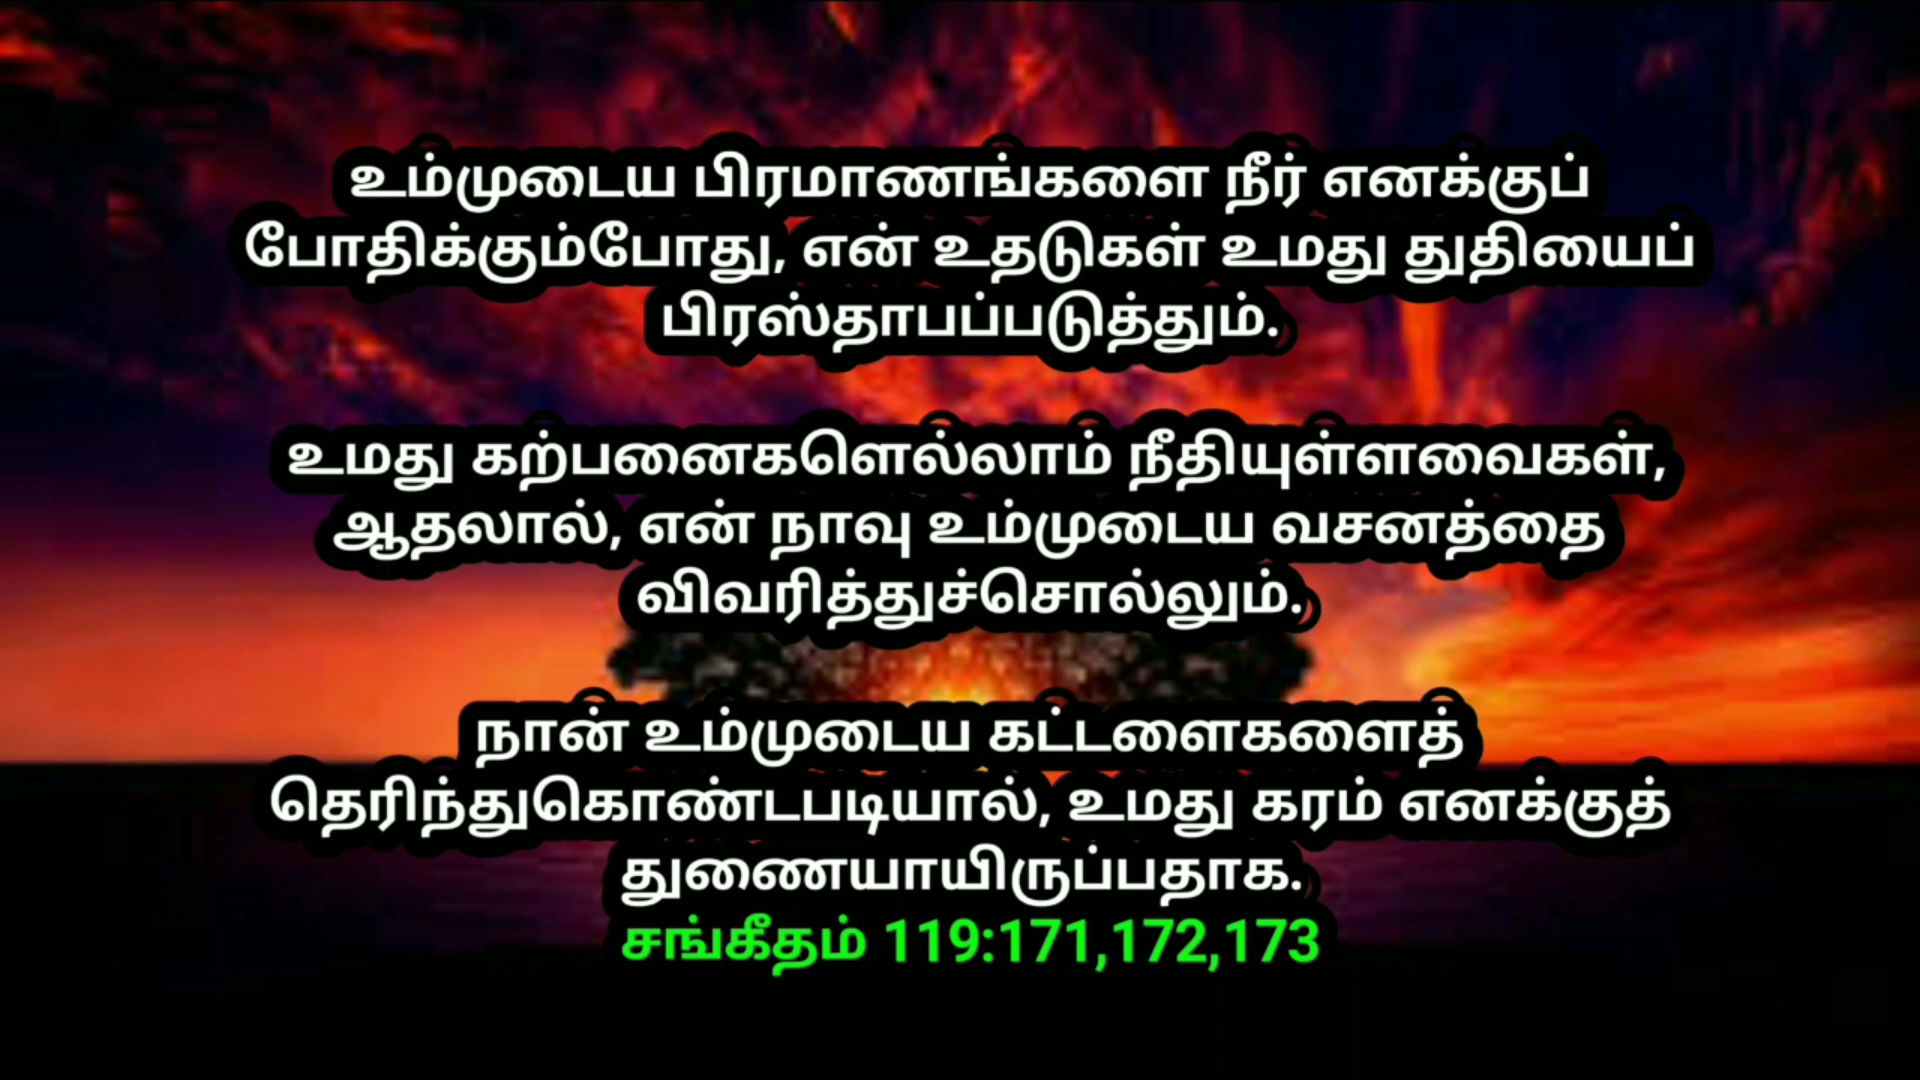 உம்முடைய பிரமாணங்களை நீர் எனக்குப்
போதிக்கும்போது, என் உதடுகள் உமது துதியைப்
பிரஸ்தாபப்படுத்தும்.
உமது கற்பனைகளெல்லாம் நீதியுள்ளவைகள்,
ஆதலால், என் நாவு உம்முடைய வசனத்தை
விவரித்துச்சொல்லும்.
நான் உம்முடைய கட்டளைகளைத்
தெரிந்துகொண்டபடியால், உமது கரம் எனக்குத்
துணையாயிருப்பதாக.
சங்கீதம் 119:171,172,173